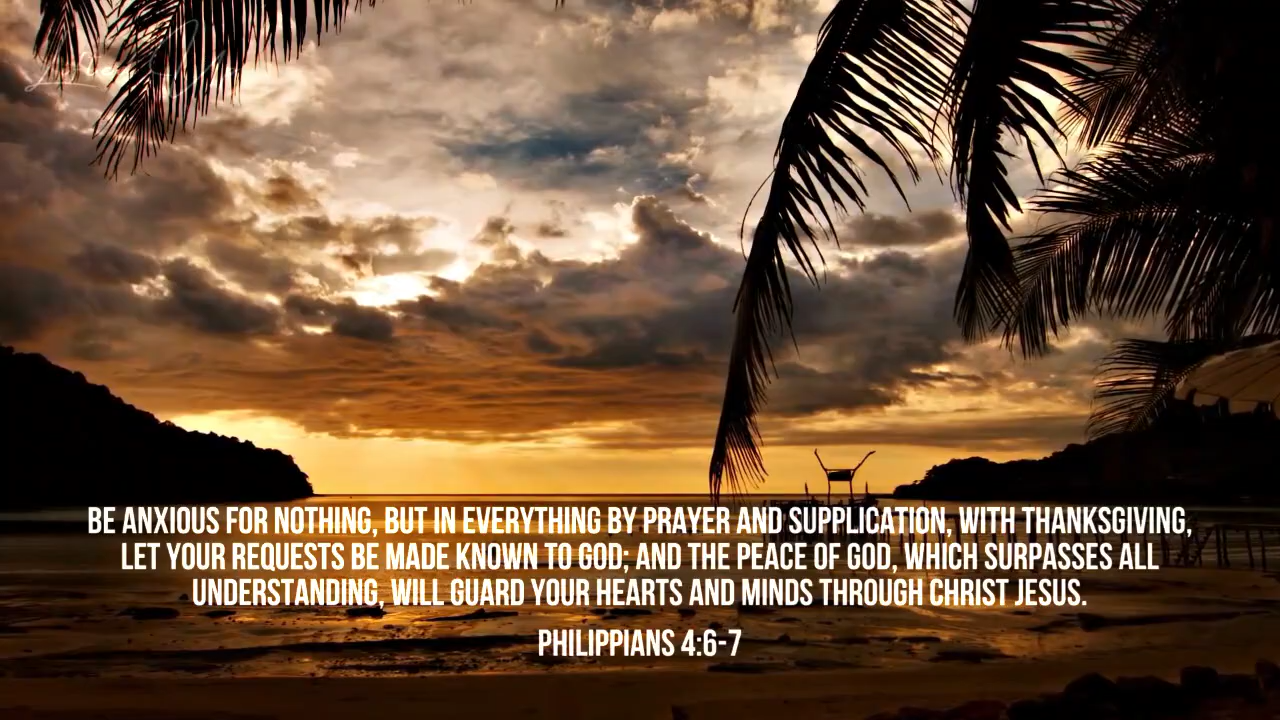 BE ANXIOUS FOR NOTHING, BUT IN EVERYTHING BY PRAYER AND SUPPLICATION, WITH THANKSGIVING,
LET YOUR REQUESTS BE MADE KNOWN TO GOD; AND THE PEACE OF GOD, WHICH SURPASSES ALL
UNDERSTANDING, WILL GUARD YOUR HEARTS AND MINDS THROUGH CHRIST JESUS.
PHILIPPIANS 4:6-7